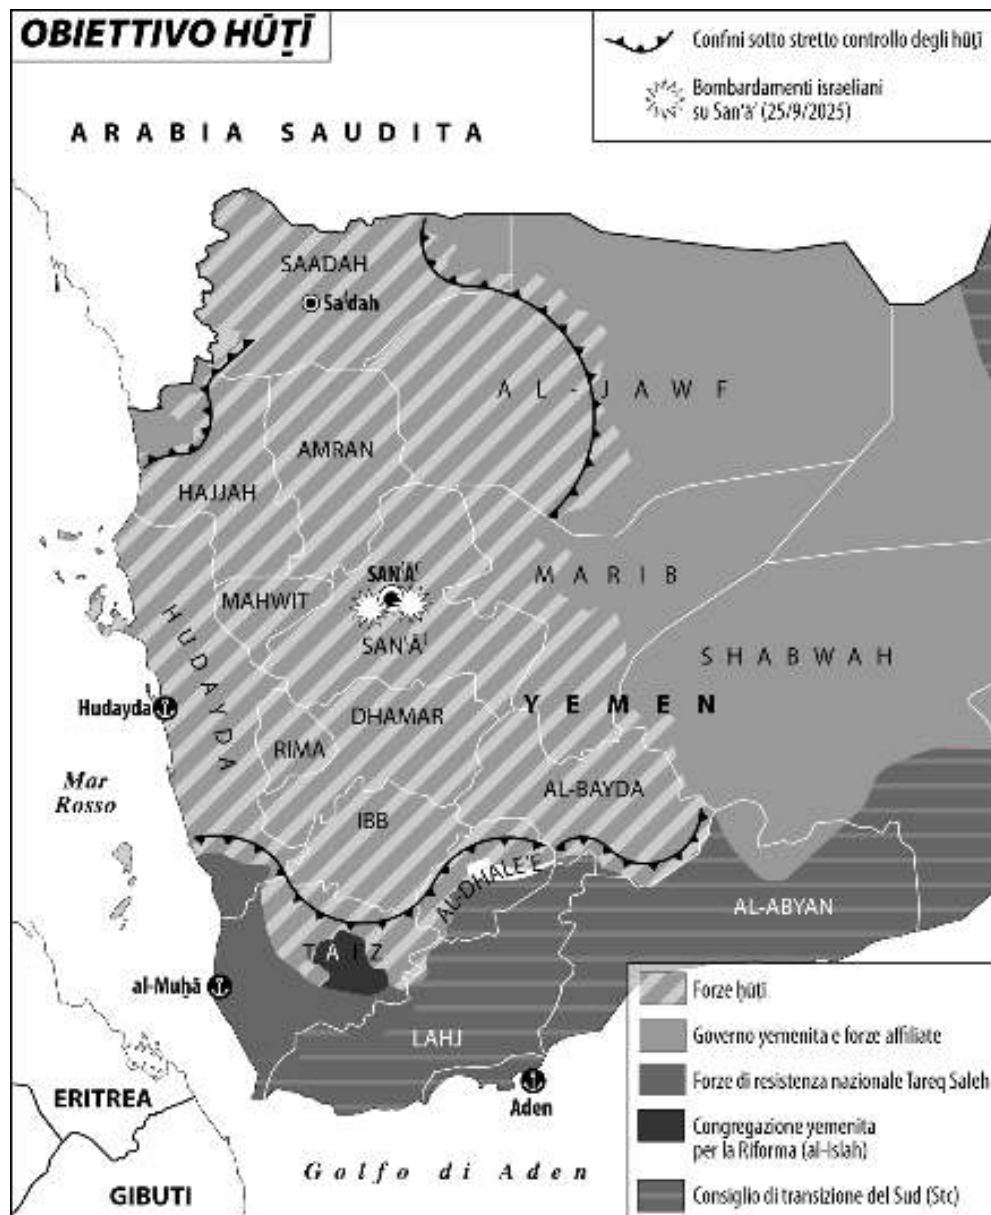 OBIETTIVO HŪṮĪ
Confini sotto stretto controllo degli ḥūṯī
Bombardamenti israeliani
su San'ā' (25/9/2025)
ARABIA SAUDITA
SAADAH
Sa'dah
AL-JAWF
AMRAN
HAJJAH
SAN'Ā'
MARIB
MAHWIT
SAN'Ā'
HUDAYDA
SHABWAH
Hudayda
YEMEN
DHAMAR
RIMA
Mar
Rosso
AL-BAYDA
IBB
AL-DHALE'E
AL-ABYAN
TAIZ
al-Muḫā
LAHJ
Aden
ERITREA
GIBUTI
Golfo di Aden
Forze ḥūṯī
Governo yemenita e forze affiliate
Forze di resistenza nazionale Tareq Saleh
Congregazione yemenita
per la Riforma (al-Islah)
Consiglio di transizione del Sud (Stc)